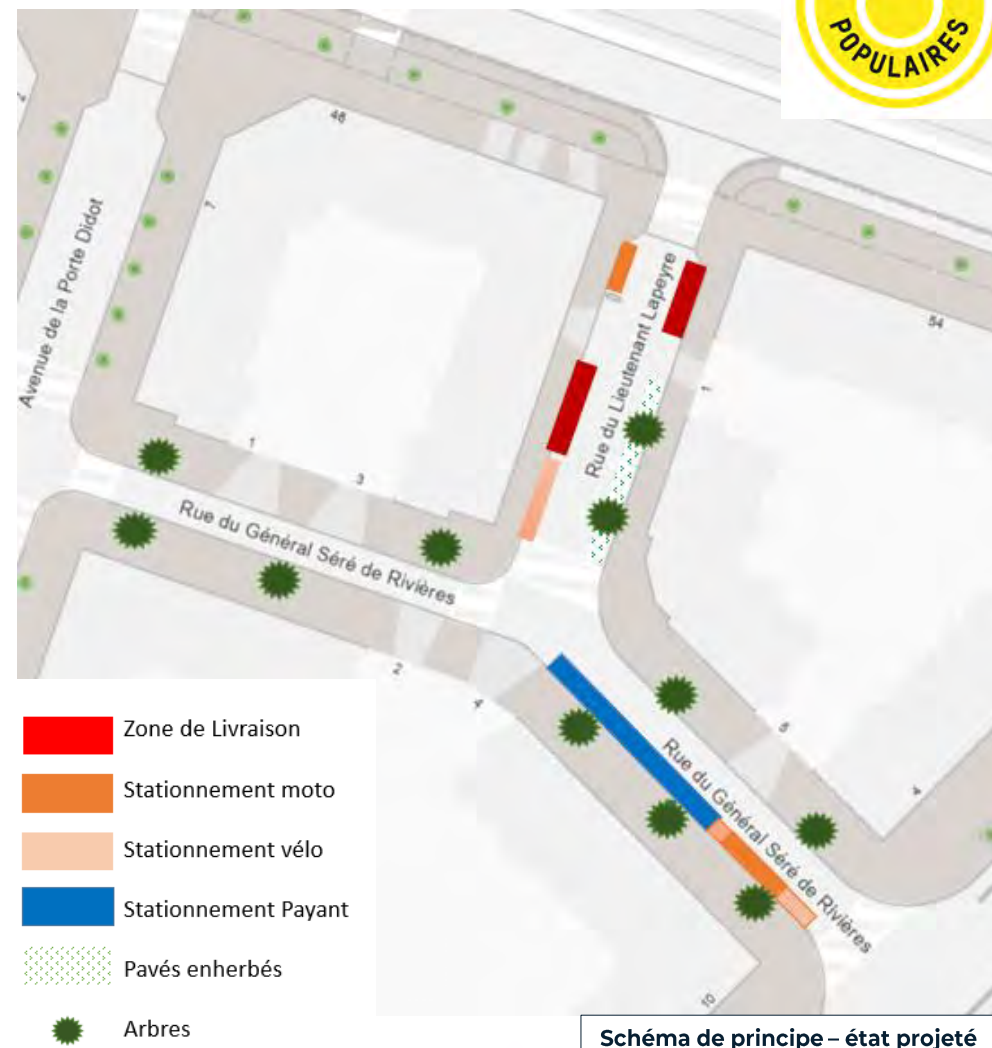 POPULAIRES
46
7
Avenue de la Porte Didot
Rue du Lieutenant Lapeyre
54
1
1
3
Rue du Général Séré de Rivières
2
4
5
Rue du Général Séré de Rivières
4
10
Zone de Livraison
Stationnement moto
Stationnement vélo
Stationnement Payant
Pavés enherbés
Arbres
Schéma de principe – état projeté